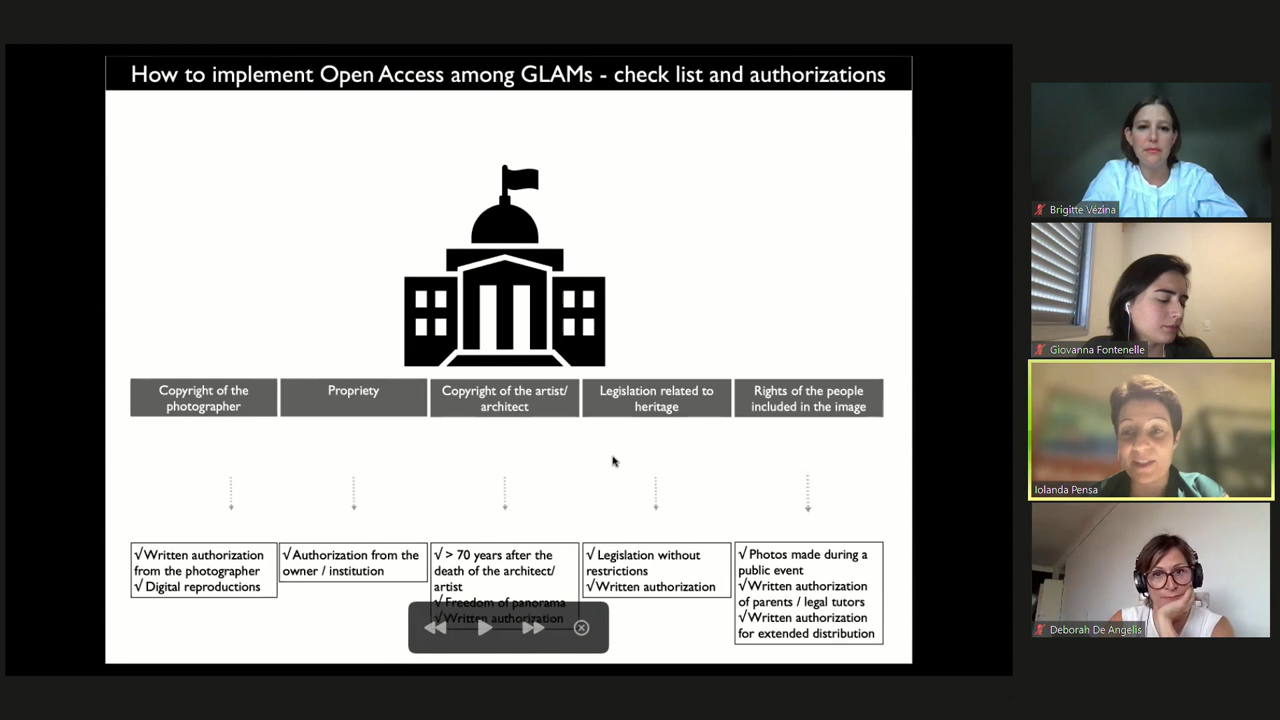 How to implement Open Access among GLAMs - check list and authorizations
Copyright of the
photographer
Propriety
Copyright of the artist/
architect
Legislation related to
heritage
Rights of the people
included in the image
√Written authorization
from the photographer
√ Digital reproductions
√Authorization from the
owner / institution
√ > 70 years after the
death of the architect/
artist
√ Freedom of panorama
√Written authorization
√ Legislation without
restrictions
√Written authorization
√ Photos made during a
public event
√Written authorization
of parents / legal tutors
√Written authorization
for extended distribution
Brigitte Vézina
Giovanna Fontenelle
Iolanda Pensa
Deborah De Angelis